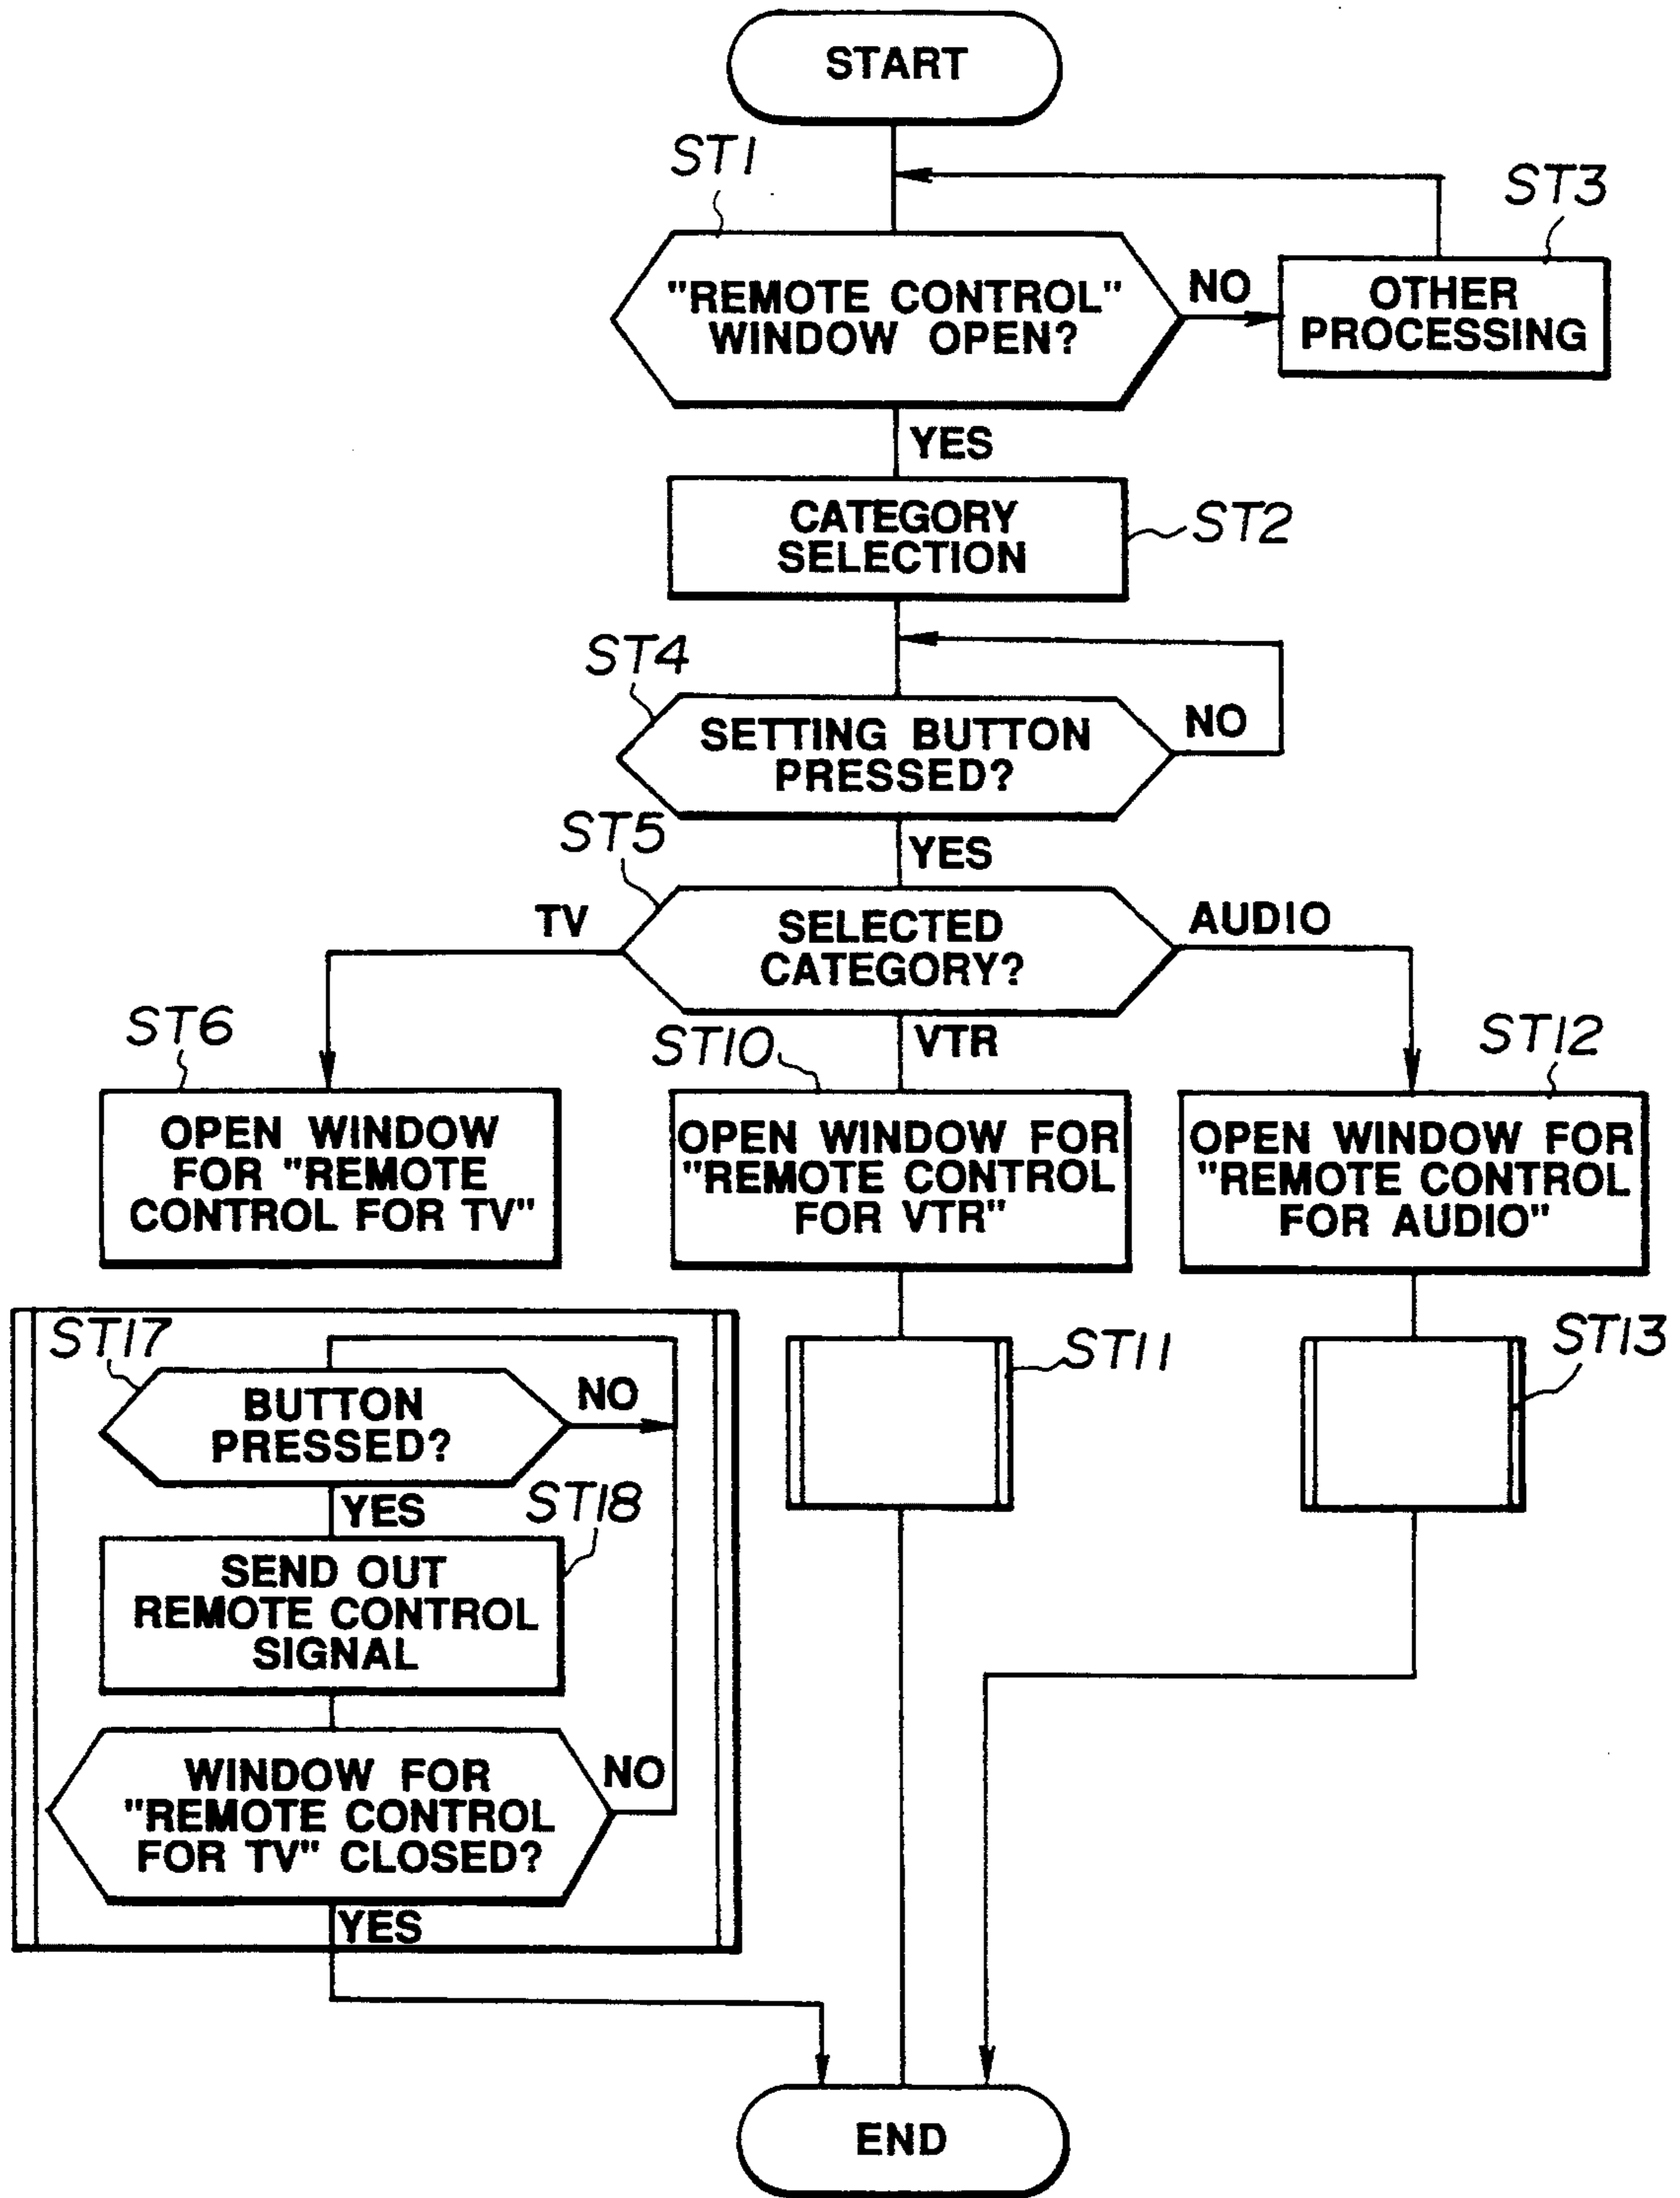 START
ST1
ST3
"REMOTE CONTROL"
WINDOW OPEN?
NO
OTHER
PROCESSING
YES
CATEGORY
SELECTION
ST2
ST4
SETTING BUTTON
PRESSED?
NO
ST5
YES
TV
SELECTED
CATEGORY?
AUDIO
ST6
ST10
VTR
ST12
OPEN WINDOW
FOR "REMOTE
CONTROL FOR TV"
OPEN WINDOW FOR
"REMOTE CONTROL
FOR VTR"
OPEN WINDOW FOR
"REMOTE CONTROL
FOR AUDIO"
ST17
BUTTON
PRESSED?
NO
ST11
ST13
YES
ST18
SEND OUT
REMOTE CONTROL
SIGNAL
WINDOW FOR
"REMOTE CONTROL
FOR TV" CLOSED?
NO
YES
END